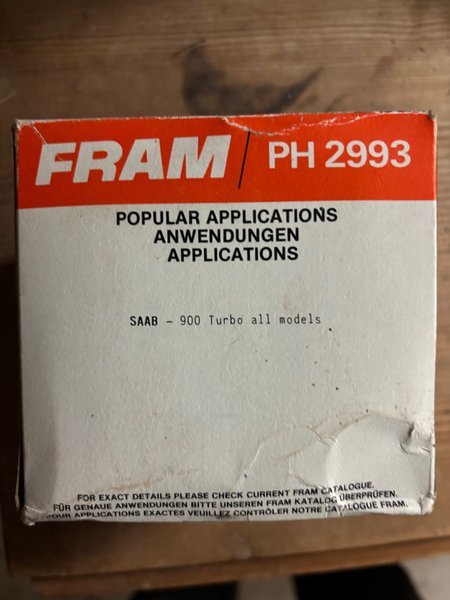 FRAM / PH 2993
POPULAR APPLICATIONS
ANWENDUNGEN
APPLICATIONS
SAAB - 900 Turbo all models
FOR EXACT DETAILS PLEASE CHECK CURRENT FRAM CATALOGUE.
FÜR GENAUE ANWENDUNGEN BITTE UNSEREN FRAM KATALOG ÜBERPRÜFEN.
POUR APPLICATIONS EXACTES VEUILLEZ CONTRÔLER NOTRE CATALOGUE FRAM.